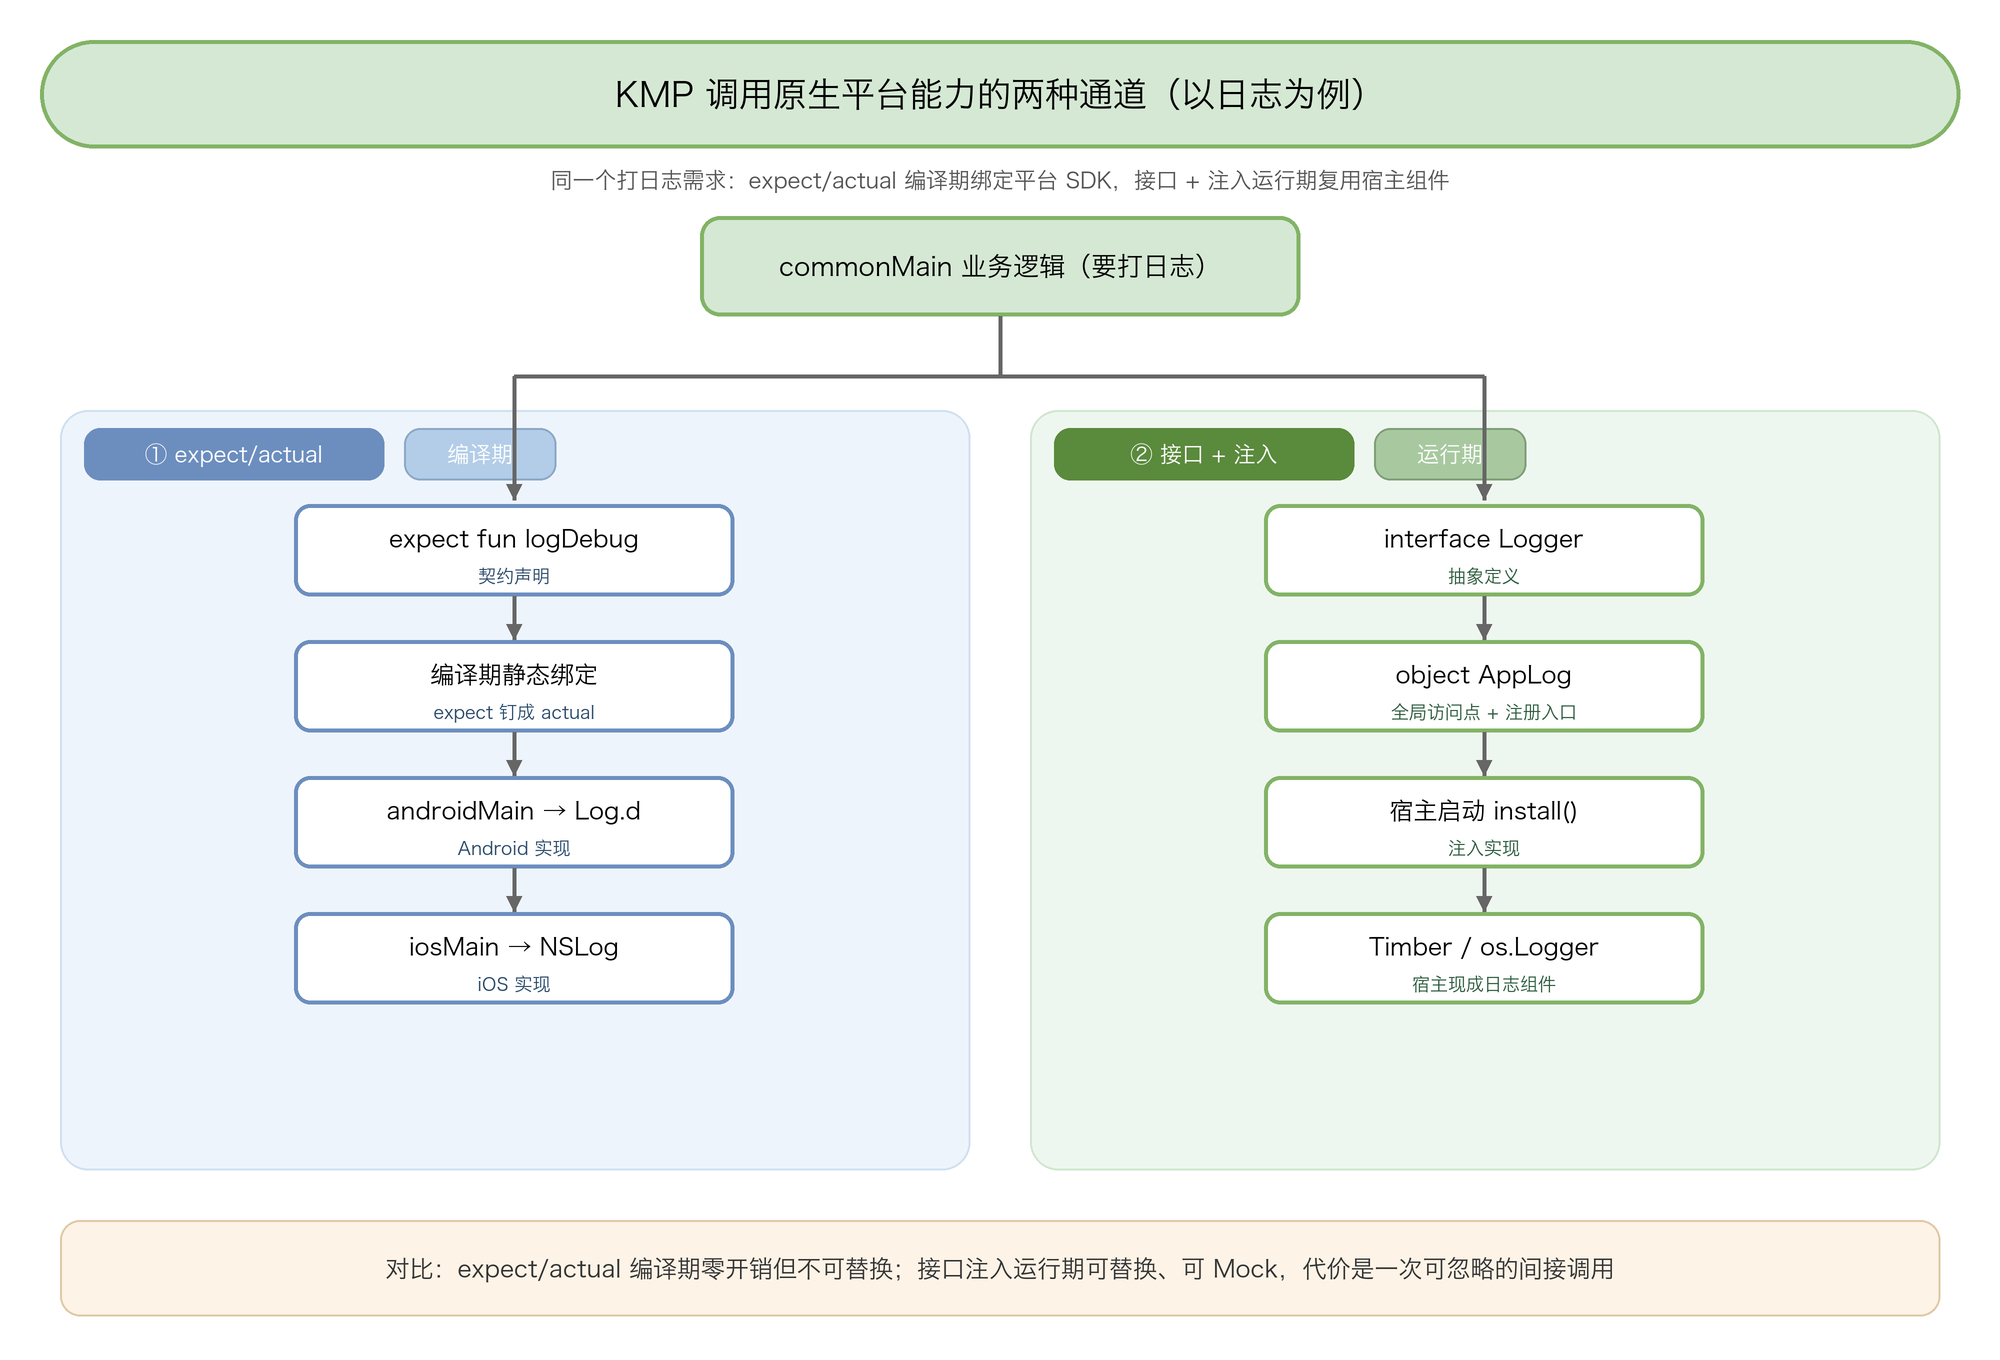 KMP 调用原生平台能力的两种通道（以日志为例）
同一个打日志需求：expect/actual 编译期绑定平台 SDK，接口 + 注入运行期复用宿主组件
commonMain 业务逻辑（要打日志）
① expect/actual
编译期
expect fun logDebug
契约声明
编译期静态绑定
expect 钉成 actual
androidMain → Log.d
Android 实现
iosMain → NSLog
iOS 实现
② 接口 + 注入
运行期
interface Logger
抽象定义
object AppLog
全局访问点 + 注册入口
宿主启动 install()
注入实现
Timber / os.Logger
宿主现成日志组件
对比：expect/actual 编译期零开销但不可替换；接口注入运行期可替换、可 Mock，代价是一次可忽略的间接调用